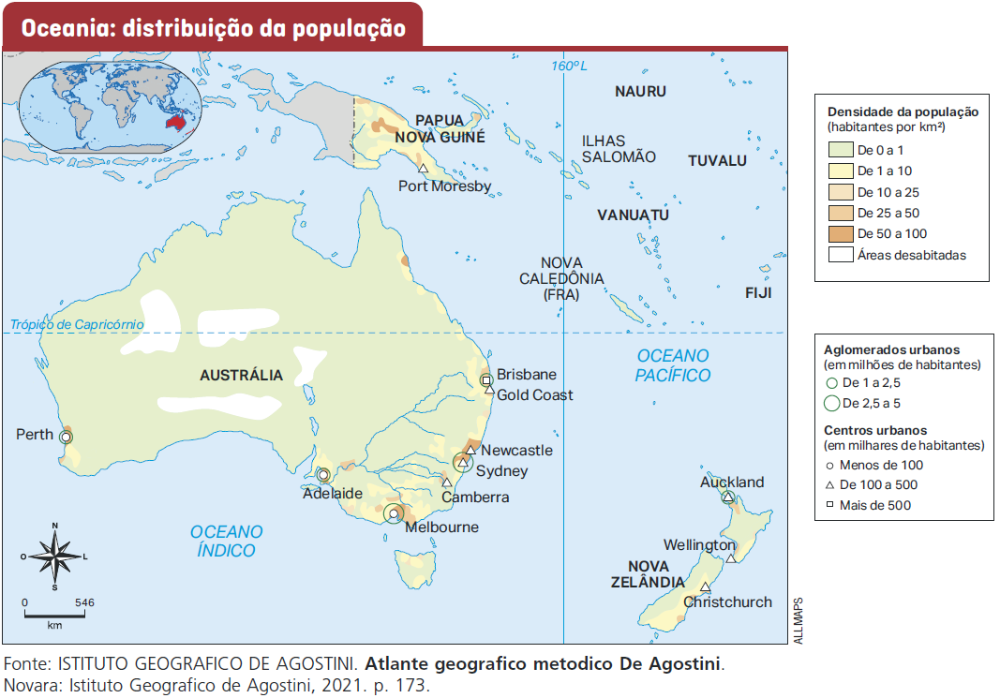 Oceania: distribuição da população
160º L
NAURU
PAPUA
NOVA GUINÉ
ILHAS
SALOMÃO
TUVALU
Port Moresby
VANUATU
NOVA
CALEDÔNIA
(FRA)
FIJI
Trópico de Capricórnio
OCEANO
PACÍFICO
AUSTRÁLIA
Brisbane
Gold Coast
Perth
Newcastle
Sydney
Adelaide
Camberra
Auckland
Melbourne
OCEANO
ÍNDICO
Wellington
NOVA
ZELÂNDIA
Christchurch
N
O
L
S
0 546
km
ALLMAPS
Densidade da população
(habitantes por km²)
De 0 a 1
De 1 a 10
De 10 a 25
De 25 a 50
De 50 a 100
Áreas desabitadas
Aglomerados urbanos
(em milhões de habitantes)
De 1 a 2,5
De 2,5 a 5
Centros urbanos
(em milhares de habitantes)
Menos de 100
De 100 a 500
Mais de 500
Fonte: ISTITUTO GEOGRAFICO DE AGOSTINI. Atlante geografico metodico De Agostini.
Novara: Istituto Geografico de Agostini, 2021. p. 173.